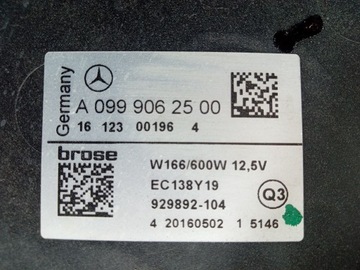 Germany
A 099 906 25 00
16 123 00196 4
brose
W166/600W 12,5V
EC138Y19
929892-104
Q3
4 20160502 1 5146